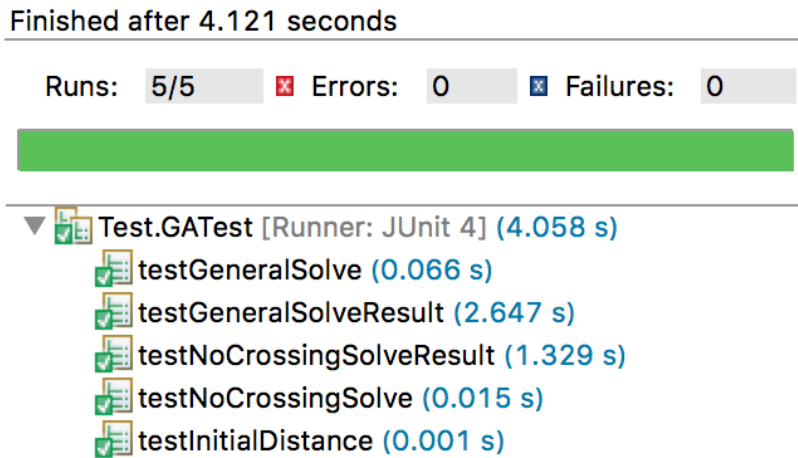 Finished after 4.121 seconds
Runs: 5/5 Errors: 0 Failures: 0
Test.GATest [Runner: JUnit 4] (4.058 s)
testGeneralSolve (0.066 s)
testGeneralSolveResult (2.647 s)
testNoCrossingSolveResult (1.329 s)
testNoCrossingSolve (0.015 s)
testInitialDistance (0.001 s)